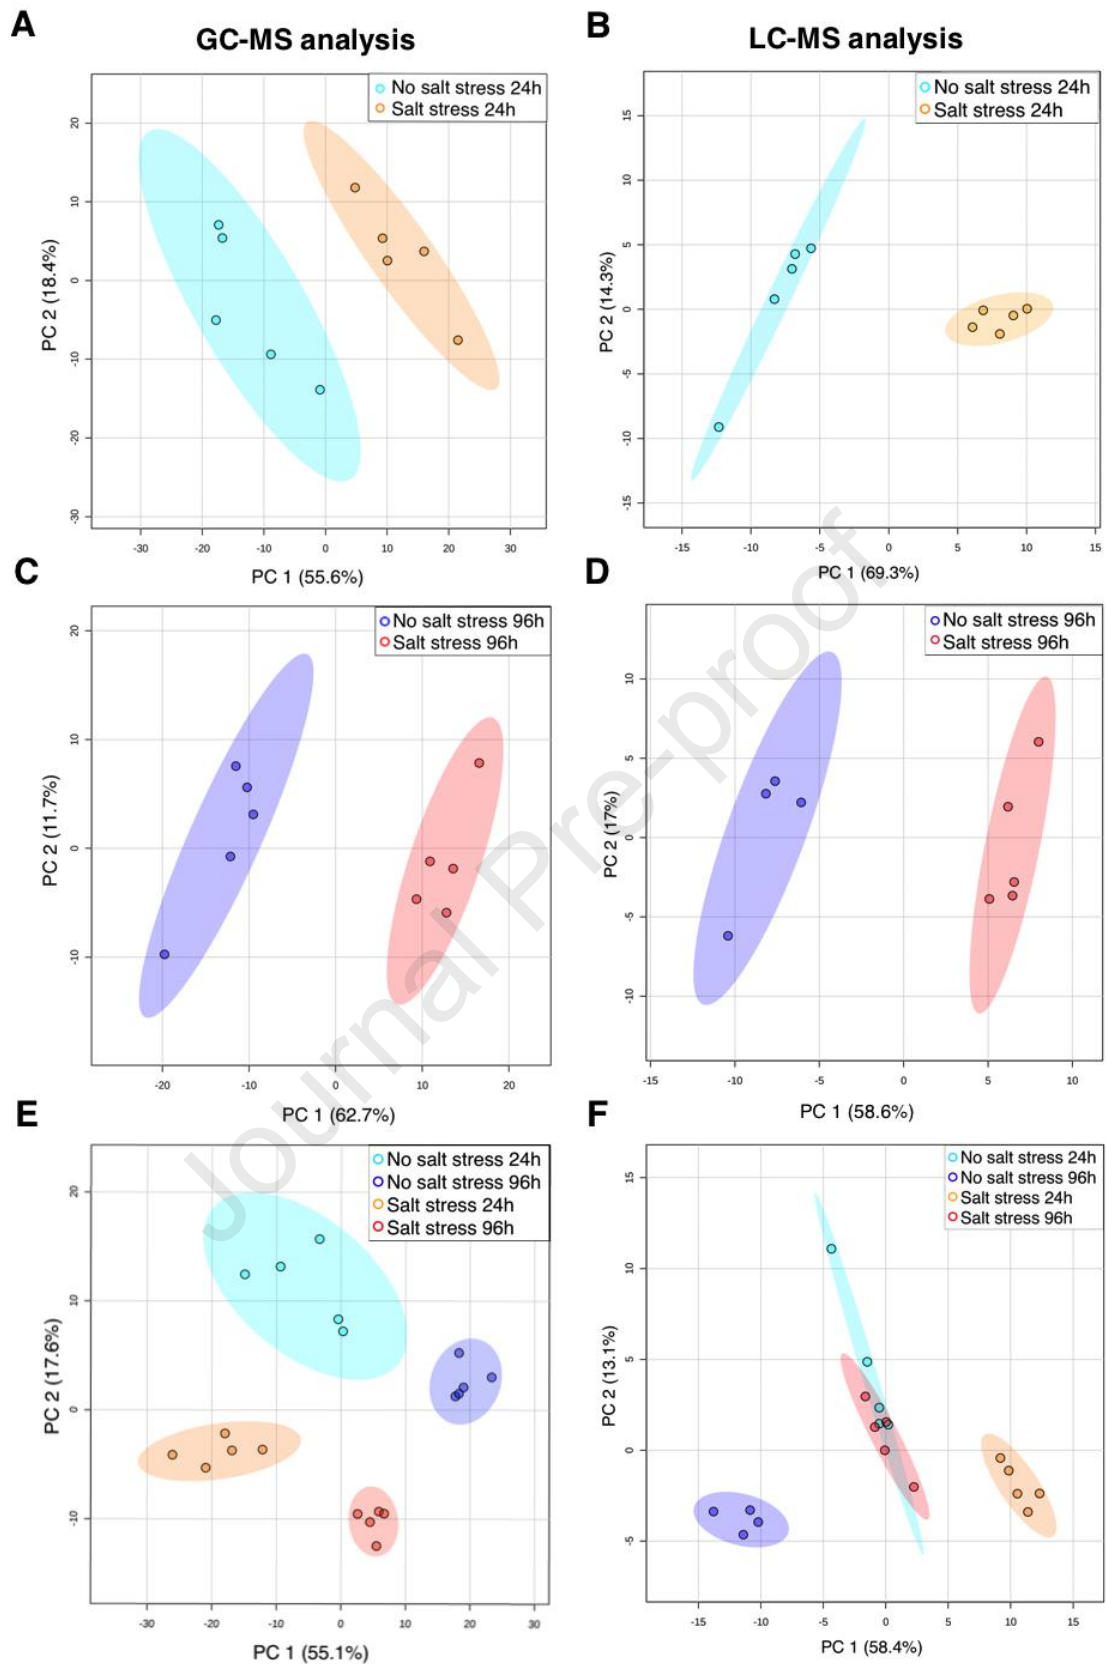 A
GC-MS analysis
No salt stress 24h
Salt stress 24h
20
10
0
-10
-20
-30
PC 2 (18.4%)
-30 -20 -10 0 10 20 30
PC 1 (55.6%)
B
LC-MS analysis
No salt stress 24h
Salt stress 24h
15
10
5
0
-5
-10
-15
PC 2 (14.3%)
-15 -10 -5 0 5 10 15
PC 1 (69.3%)
C
No salt stress 96h
Salt stress 96h
20
10
0
-10
PC 2 (11.7%)
-20 -10 0 10 20
PC 1 (62.7%)
D
No salt stress 96h
Salt stress 96h
10
5
0
-5
-10
PC 2 (17%)
-15 -10 -5 0 5 10
PC 1 (58.6%)
E
No salt stress 24h
No salt stress 96h
Salt stress 24h
Salt stress 96h
20
10
0
-10
PC 2 (17.6%)
-30 -20 -10 0 10 20 30
PC 1 (55.1%)
F
No salt stress 24h
No salt stress 96h
Salt stress 24h
Salt stress 96h
15
10
5
0
-5
PC 2 (13.1%)
-15 -10 -5 0 5 10 15
PC 1 (58.4%)
Journal Pre-proof